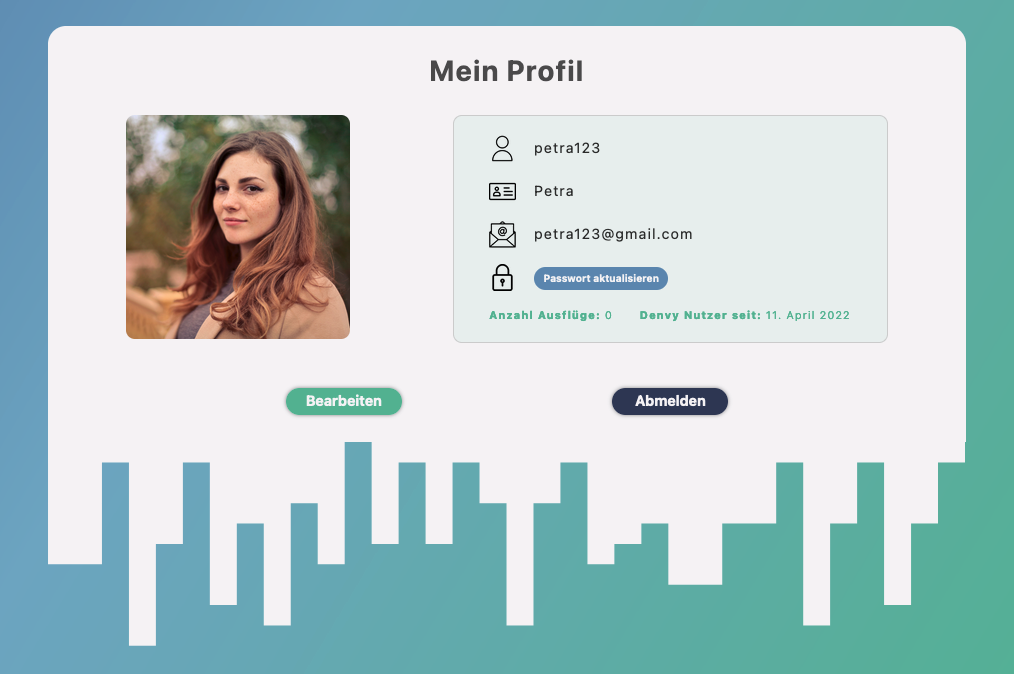 Mein Profil
petra123
Petra
petra123@gmail.com
Passwort aktualisieren
Anzahl Ausflüge: 0 Denvy Nutzer seit: 11. April 2022
Bearbeiten Abmelden